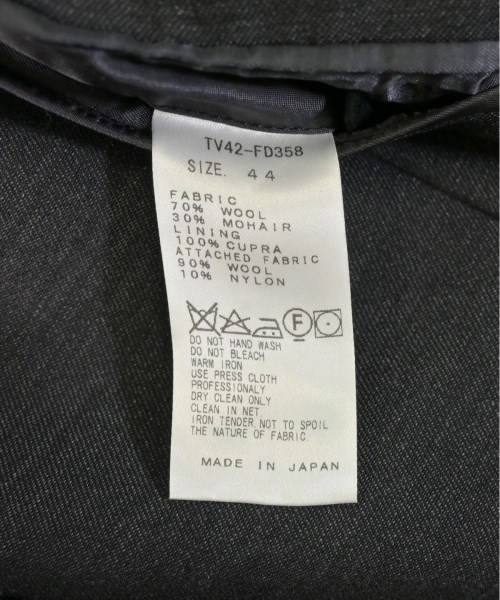 TV42-FD358
SIZE. 44
FABRIC
70% WOOL
30% MOHAIR
LINING
100% CUPRA
ATTACHED FABRIC
90% WOOL
10% NYLON
F
DO NOT HAND WASH
DO NOT BLEACH
WARM IRON
USE PRESS CLOTH
PROFESSIONALY
DRY CLEAN ONLY
CLEAN IN NET
IRON TENDER.NOT TO SPOIL
THE NATURE OF FABRIC
MADE IN JAPAN